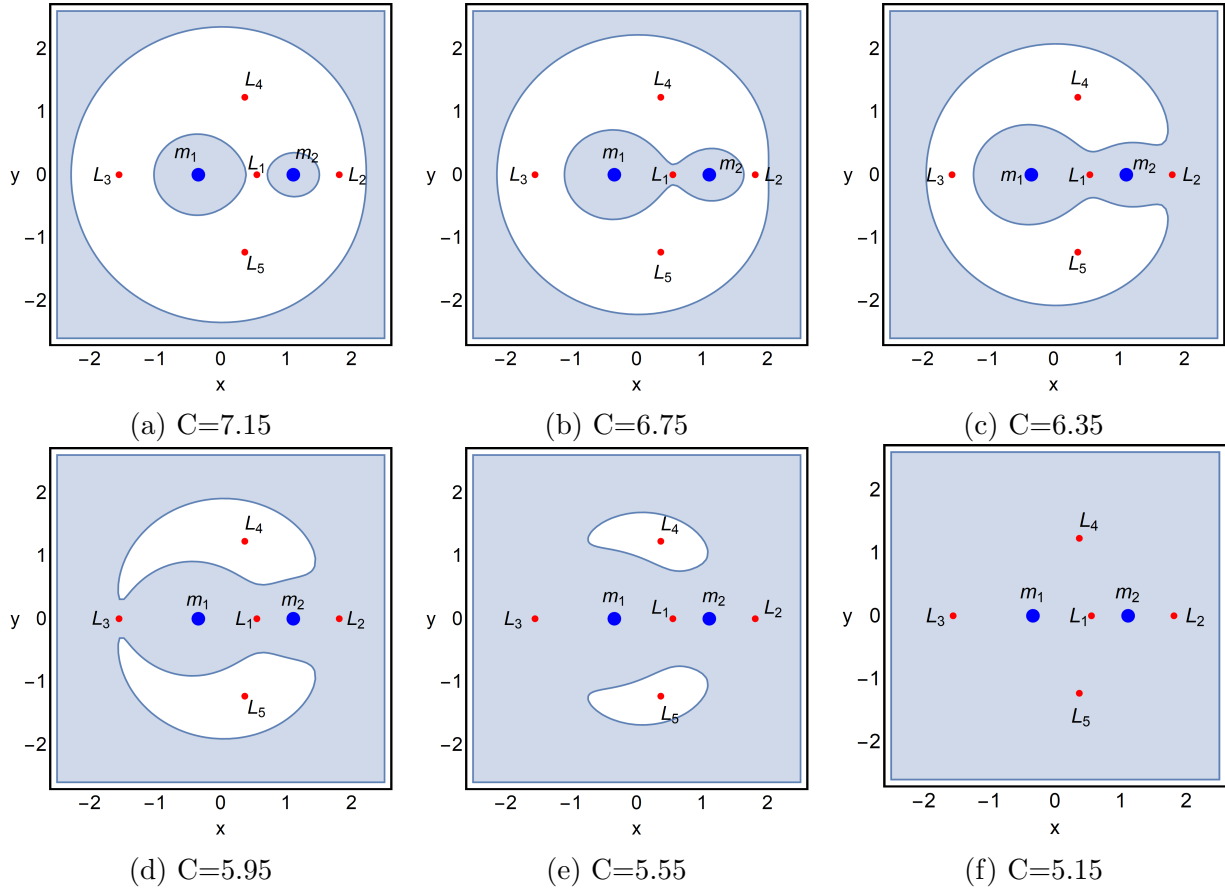 2
1
y
0
−1
−2
L4
m1
L1
m2
L3
L2
L5
−2
−1
0
1
2
x
(a) C=7.15
2
1
y
0
−1
−2
L4
m1
L1
m2
L3
L2
L5
−2
−1
0
1
2
x
(b) C=6.75
2
1
y
0
−1
−2
L4
m1
L1
m2
L3
L2
L5
−2
−1
0
1
2
x
(c) C=6.35
2
1
y
0
−1
−2
L4
m1
m2
L3
L1
L2
L5
−2
−1
0
1
2
x
(d) C=5.95
2
1
y
0
−1
−2
L4
m1
m2
L3
L1
L2
L5
−2
−1
0
1
2
x
(e) C=5.55
2
1
y
0
−1
−2
L4
m1
m2
L3
L1
L2
L5
−2
−1
0
1
2
x
(f) C=5.15